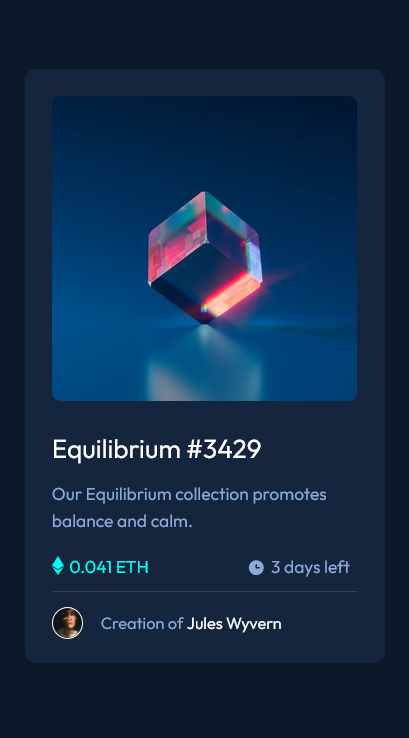 Equilibrium #3429
Our Equilibrium collection promotes
balance and calm.
0.041 ETH
3 days left
Creation of Jules Wyvern